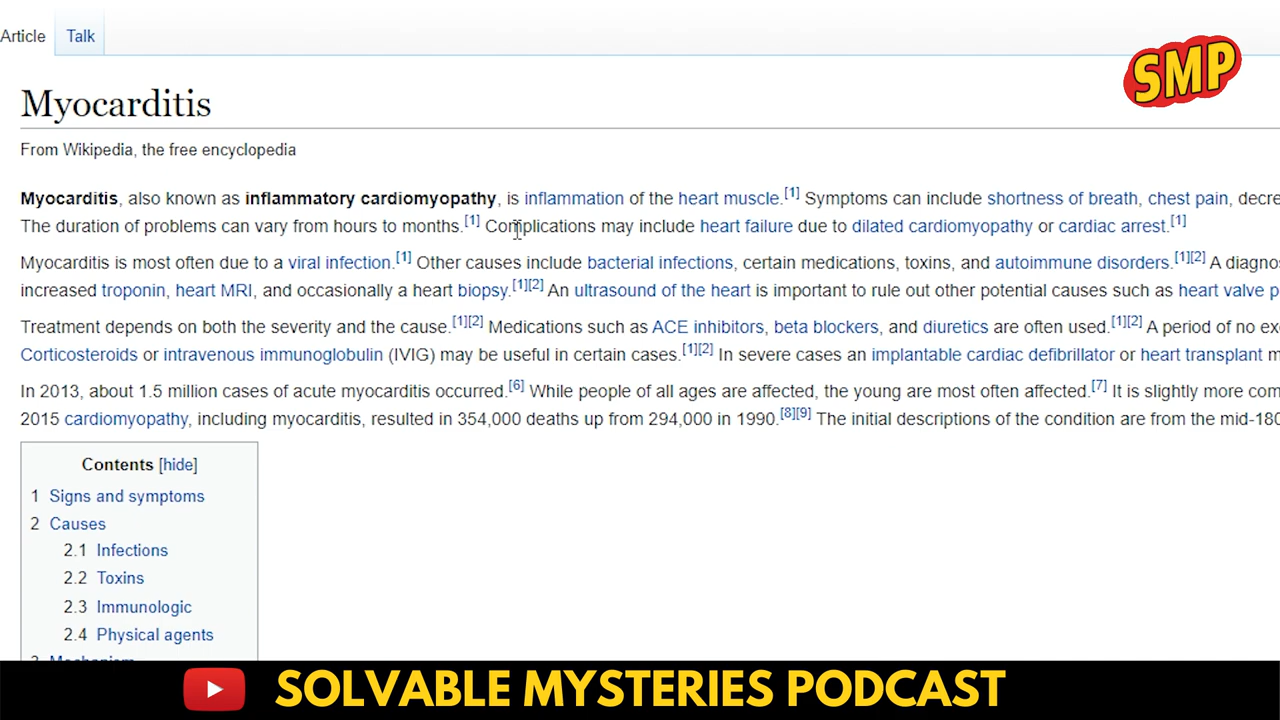 Article Talk
SMP
Myocarditis
From Wikipedia, the free encyclopedia
Myocarditis, also known as inflammatory cardiomyopathy, is inflammation of the heart muscle.[1] Symptoms can include shortness of breath, chest pain, decre
The duration of problems can vary from hours to months.[1] Complications may include heart failure due to dilated cardiomyopathy or cardiac arrest.[1]
Myocarditis is most often due to a viral infection.[1] Other causes include bacterial infections, certain medications, toxins, and autoimmune disorders.[1][2] A diagnos
increased troponin, heart MRI, and occasionally a heart biopsy.[1][2] An ultrasound of the heart is important to rule out other potential causes such as heart valve p
Treatment depends on both the severity and the cause.[1][2] Medications such as ACE inhibitors, beta blockers, and diuretics are often used.[1][2] A period of no exe
Corticosteroids or intravenous immunoglobulin (IVIG) may be useful in certain cases.[1][2] In severe cases an implantable cardiac defibrillator or heart transplant m
In 2013, about 1.5 million cases of acute myocarditis occurred.[6] While people of all ages are affected, the young are most often affected.[7] It is slightly more com
2015 cardiomyopathy, including myocarditis, resulted in 354,000 deaths up from 294,000 in 1990.[8][9] The initial descriptions of the condition are from the mid-180
Contents [hide]
1 Signs and symptoms
2 Causes
2.1 Infections
2.2 Toxins
2.3 Immunologic
2.4 Physical agents
3 Mechanism
SOLVABLE MYSTERIES PODCAST